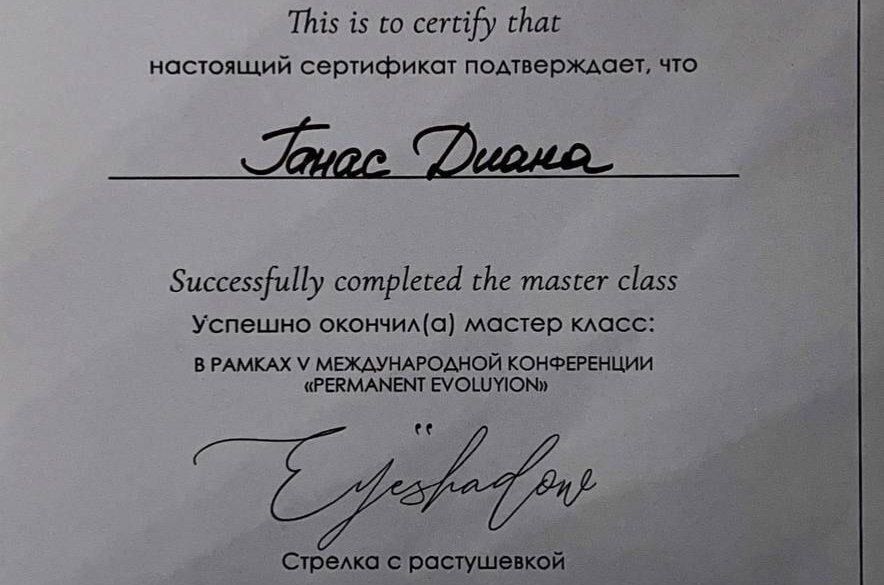 This is to certify that
настоящий сертификат подтверждает, что
Ганас Диана
Successfully completed the master class
Успешно окончил(а) мастер класс:
В РАМКАХ V МЕЖДУНАРОДНОЙ КОНФЕРЕНЦИИ
«PERMANENT EVOLUYION»
"Eyeshadow
Стрелка с растушевкой